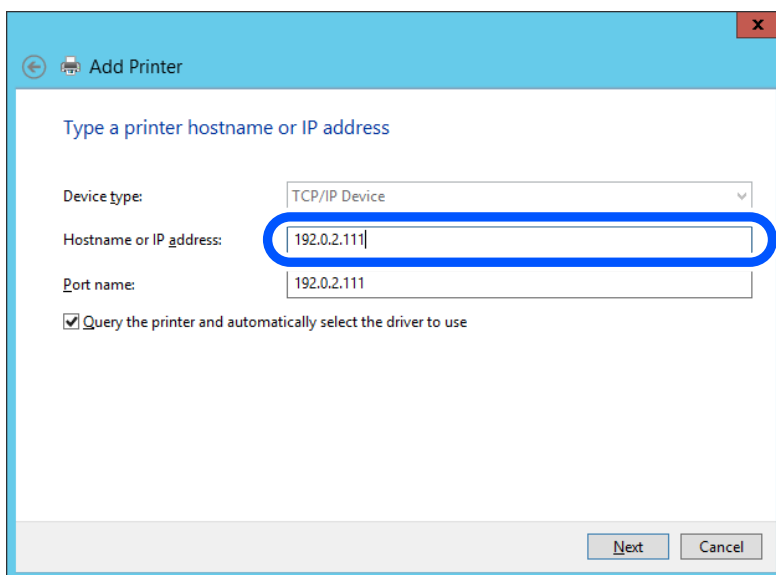 x
Add Printer
Type a printer hostname or IP address
Device type: TCP/IP Device
Hostname or IP address: 192.0.2.111
Port name: 192.0.2.111
Query the printer and automatically select the driver to use
Next Cancel